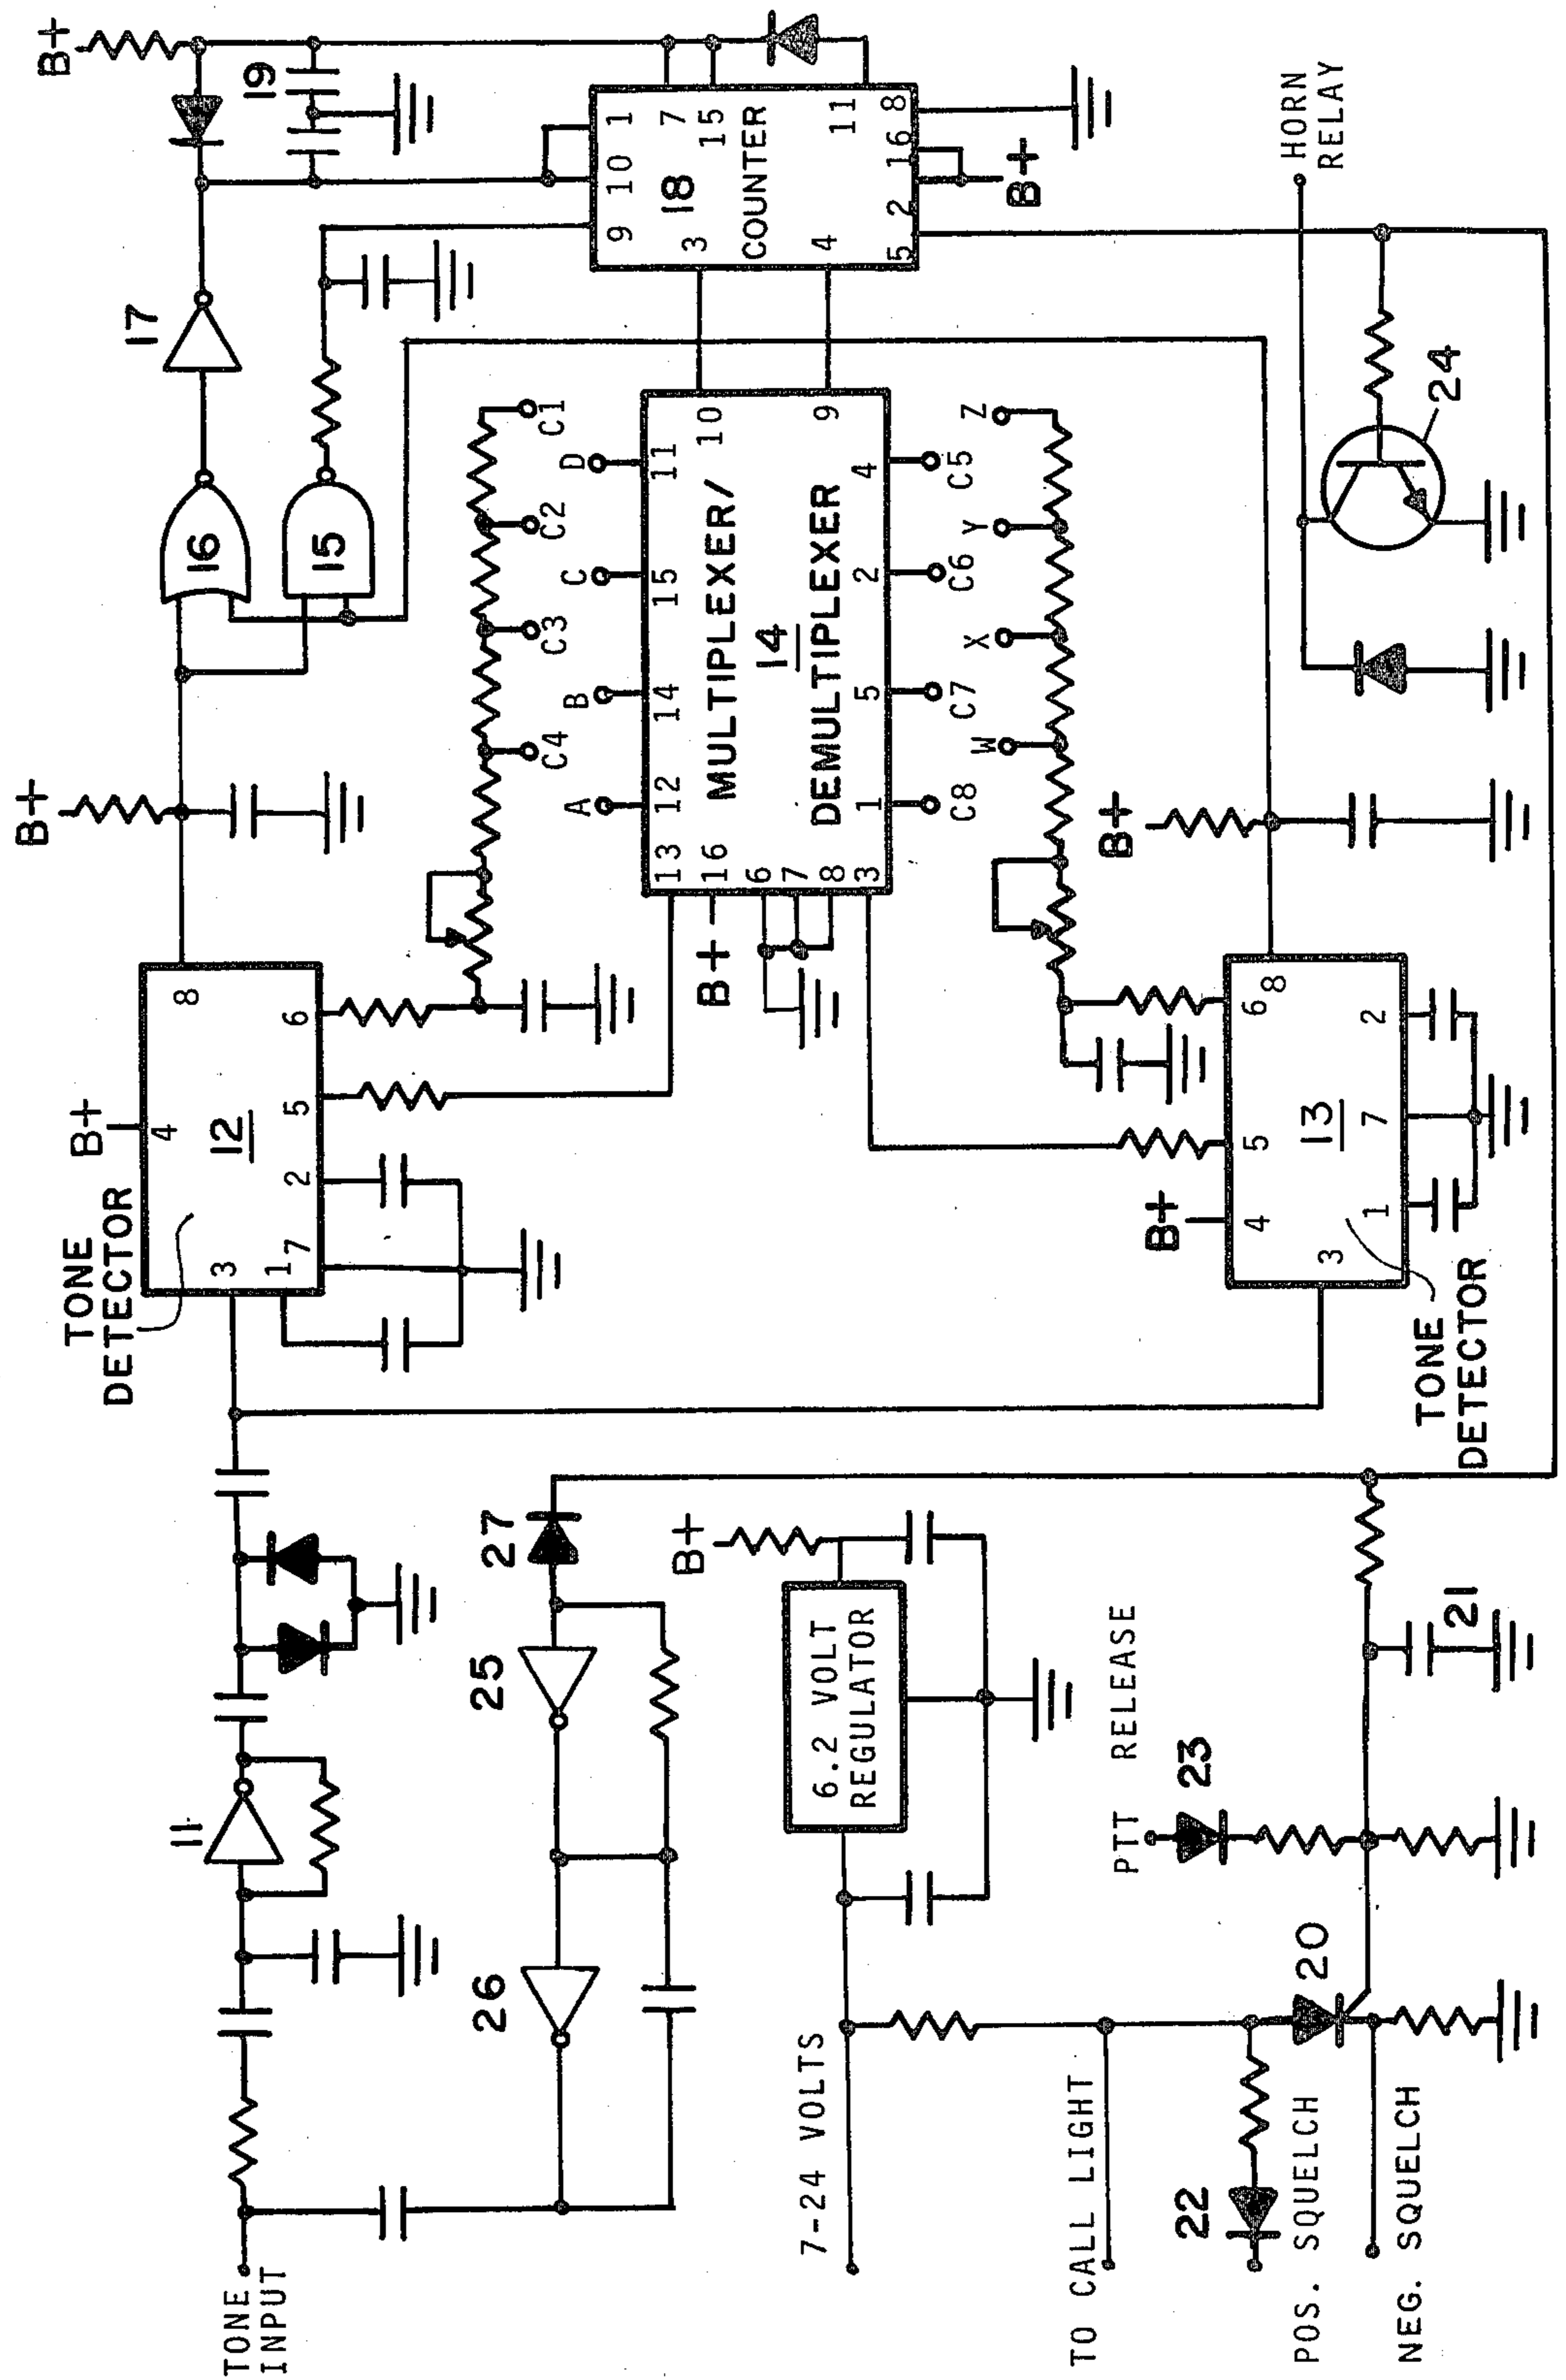 B+
B+
B+
TONE
DETECTOR
4
12
8
3
1
7
2
5
6
17
16
15
19
11
TONE
INPUT
C4
C3
C2
C1
A
B
C
D
13
12
14
15
11
16
6
7
8
3
10
9
MULTIPLEXER/
14
DEMULTIPLEXER
1
5
2
4
C8
C7
C6
C5
B+
9
10
1
18
7
3
15
COUNTER
4
11
5
2
16
8
B+
W
X
Y
Z
26
25
27
B+
6.2 VOLT
REGULATOR
7-24 VOLTS
TO CALL LIGHT
22
POS. SQUELCH
NEG. SQUELCH
20
PTT RELEASE
23
21
B+
B+
4
5
6
8
3
13
1
7
2
TONE
DETECTOR
HORN
RELAY
24